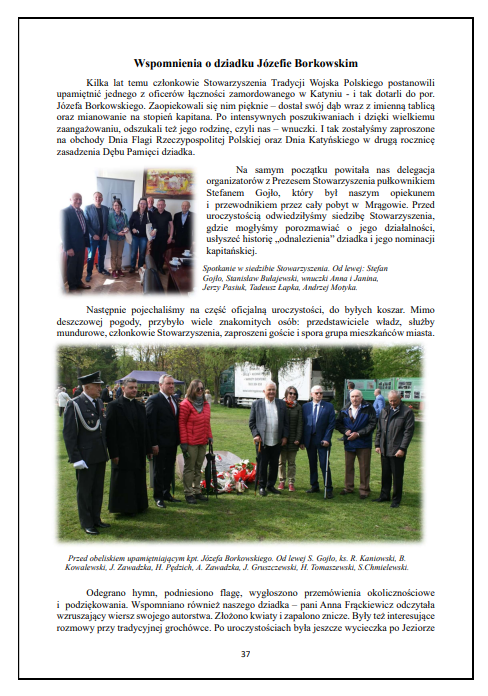 Wspomnienia o dziadku Józefie Borkowskim
Kilka lat temu członkowie Stowarzyszenia Tradycji Wojska Polskiego postanowili
upamiętnić jednego z oficerów łączności zamordowanego w Katyniu - i tak dotarli do por.
Józefa Borkowskiego. Zaopiekowali się nim pięknie – dostał swój dąb wraz z imienną tablicą
oraz mianowanie na stopień kapitana. Po intensywnych poszukiwaniach i dzięki wielkiemu
zaangażowaniu, odszukali też jego rodzinę, czyli nas – wnuczki. I tak zostałyśmy zaproszone
na obchody Dnia Flagi Rzeczypospolitej Polskiej oraz Dnia Katyńskiego w drugą rocznicę
zasadzenia Dębu Pamięci dziadka.
Na samym początku powitała nas delegacja
organizatorów z Prezesem Stowarzyszenia pułkownikiem
Stefanem Gojło, który był naszym opiekunem
i przewodnikiem przez cały pobyt w Mrągowie. Przed
uroczystością odwiedziłyśmy siedzibę Stowarzyszenia,
gdzie mogłyśmy porozmawiać o jego działalności,
usłyszeć historię „odnalezienia” dziadka i jego nominacji
kapitańskiej.
Spotkanie w siedzibie Stowarzyszenia. Od lewej: Stefan
Gojło, Stanisław Bułajewski, wnuczki Anna i Janina,
Jerzy Pasiuk, Tadeusz Łapka, Andrzej Motyka.
Następnie pojechaliśmy na część oficjalną uroczystości, do byłych koszar. Mimo
deszczowej pogody, przybyło wiele znakomitych osób: przedstawiciele władz, służby
mundurowe, członkowie Stowarzyszenia, zaproszeni goście i spora grupa mieszkańców miasta.
Przed obeliskiem upamiętniającym kpt. Józefa Borkowskiego. Od lewej S. Gojło, ks. R. Kaniowski, B.
Kowalewski, J. Zawadzka, H. Pędzich, A. Zawadzka, J. Gruszczewski, H. Tomaszewski, S.Chmielewski.
Odegrano hymn, podniesiono flagę, wygłoszono przemówienia okolicznościowe
i podziękowania. Wspomniano również naszego dziadka – pani Anna Frąckiewicz odczytała
wzruszający wiersz swojego autorstwa. Złożono kwiaty i zapalono znicze. Były też interesujące
rozmowy przy tradycyjnej grochówce. Po uroczystościach była jeszcze wycieczka po Jeziorze
37